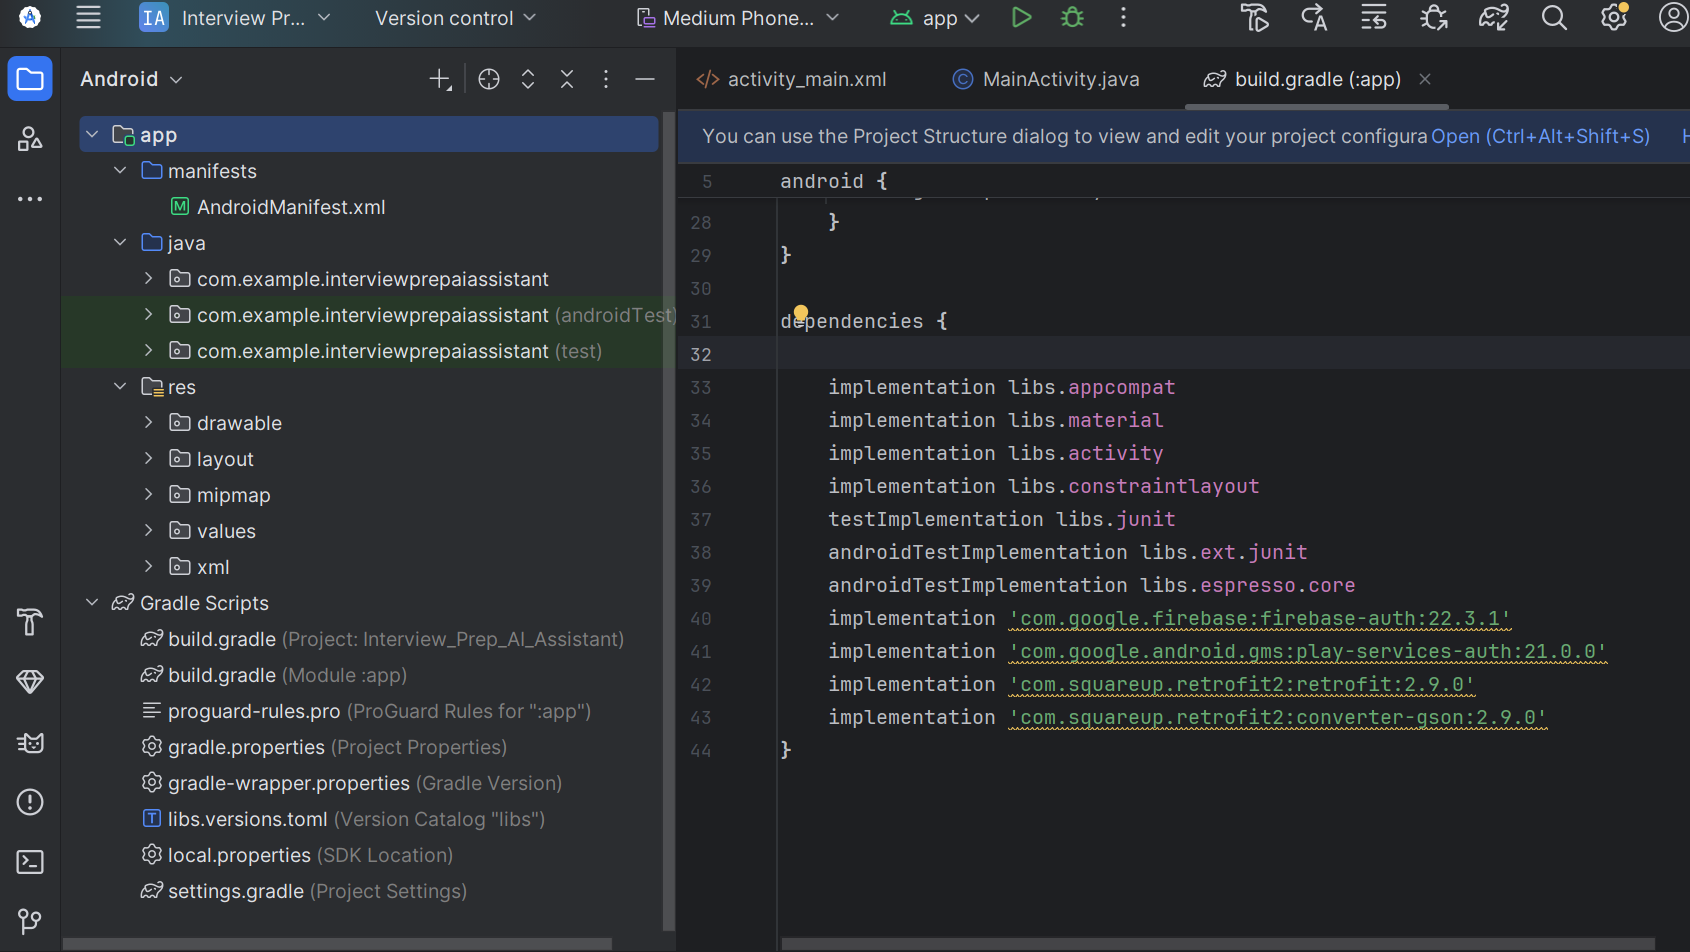 IA Interview Pr... Version control Medium Phone... app
Android
app
manifests
AndroidManifest.xml
java
com.example.interviewprepaiassistant
com.example.interviewprepaiassistant (androidTest)
com.example.interviewprepaiassistant (test)
res
drawable
layout
mipmap
values
xml
Gradle Scripts
build.gradle (Project: Interview_Prep_AI_Assistant)
build.gradle (Module :app)
proguard-rules.pro (ProGuard Rules for ":app")
gradle.properties (Project Properties)
gradle-wrapper.properties (Gradle Version)
libs.versions.toml (Version Catalog "libs")
local.properties (SDK Location)
settings.gradle (Project Settings)
activity_main.xml MainActivity.java build.gradle (:app)
You can use the Project Structure dialog to view and edit your project configura Open (Ctrl+Alt+Shift+S) H
5 android {
28 }
29 }
30
31 dependencies {
32
33 implementation libs.appcompat
34 implementation libs.material
35 implementation libs.activity
36 implementation libs.constraintlayout
37 testImplementation libs.junit
38 androidTestImplementation libs.ext.junit
39 androidTestImplementation libs.espresso.core
40 implementation 'com.google.firebase:firebase-auth:22.3.1'
41 implementation 'com.google.android.gms:play-services-auth:21.0.0'
42 implementation 'com.squareup.retrofit2:retrofit:2.9.0'
43 implementation 'com.squareup.retrofit2:converter-gson:2.9.0'
44 }